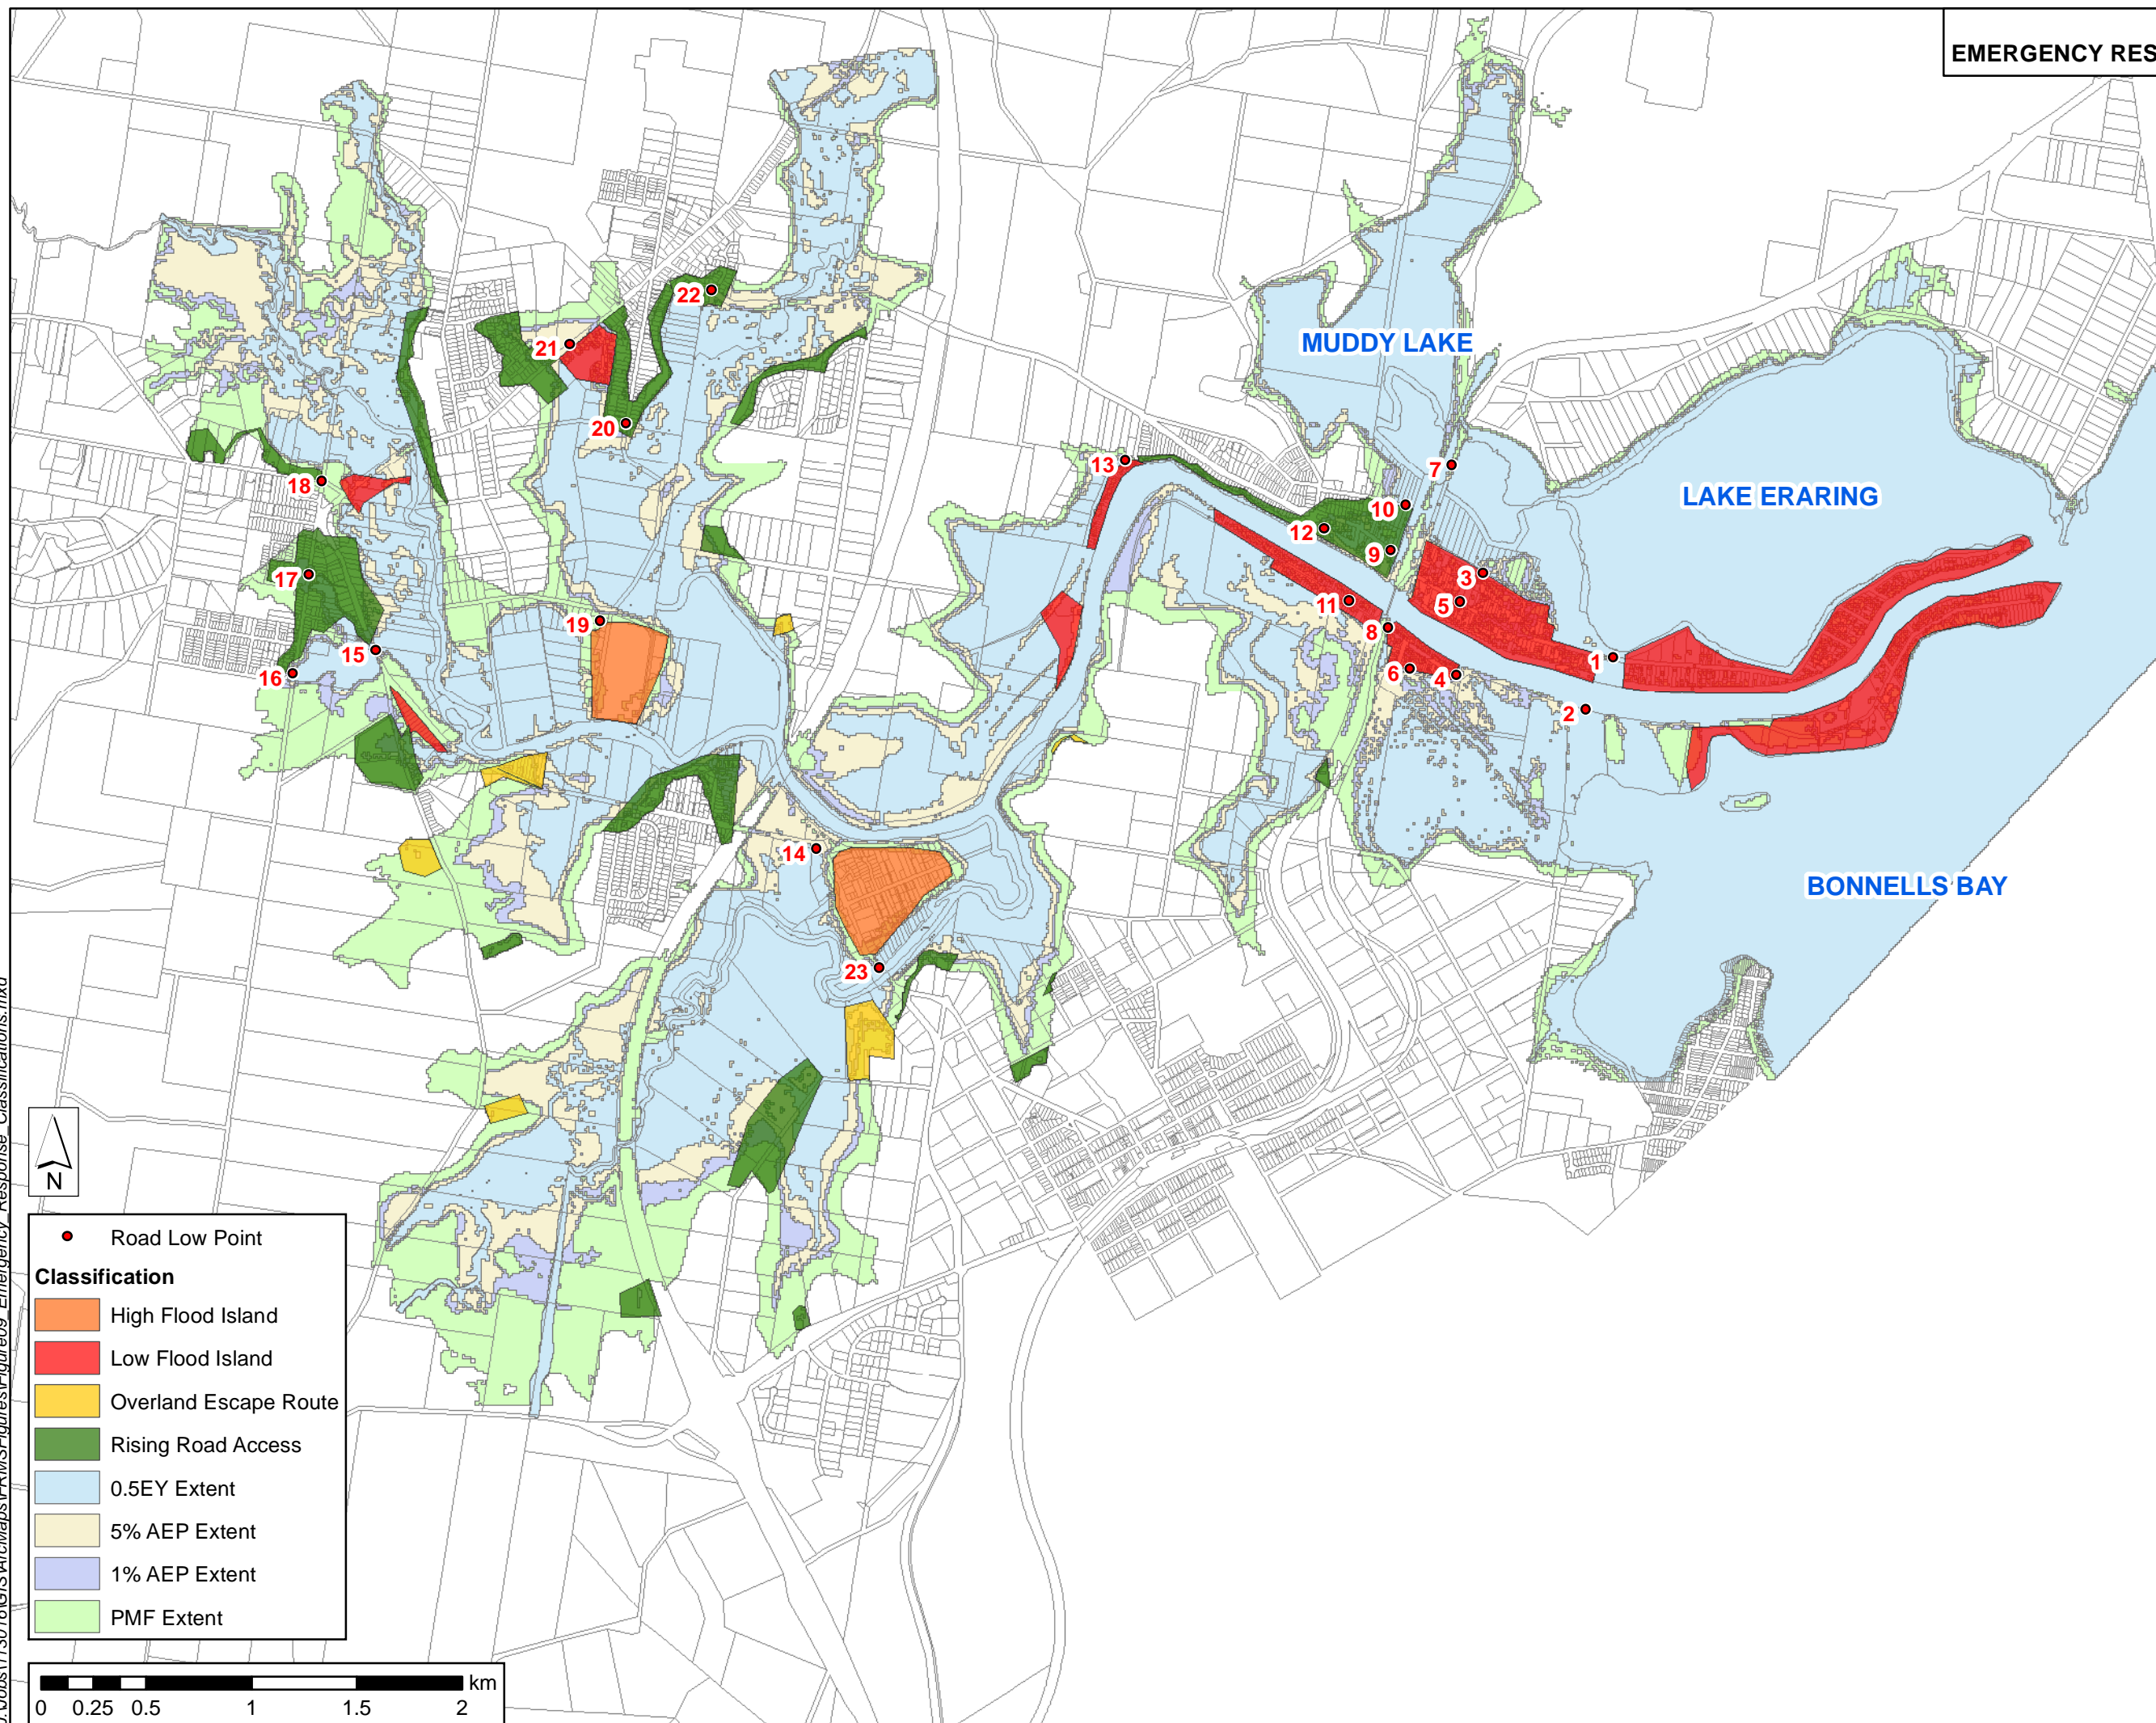 EMERGENCY RES
MUDDY LAKE
LAKE ERARING
BONNELLS BAY
22
21
20
13
7
18
10
12
9
3
17
5
11
19
8
15
1
16
6
4
2
14
23
N
Road Low Point
Classification
High Flood Island
Low Flood Island
Overland Escape Route
Rising Road Access
0.5EY Extent
5% AEP Extent
1% AEP Extent
PMF Extent
km
0 0.25 0.5 1 1.5 2